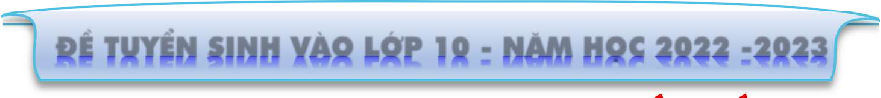 ĐỀ TUYỂN SINH VÀO LỚP 10 - NĂM HỌC 2022 -2023